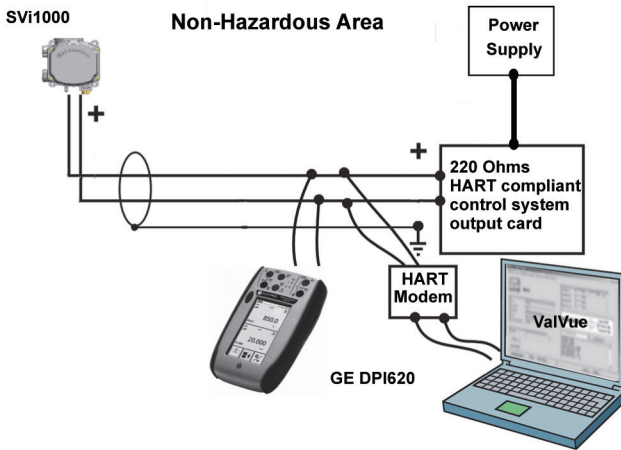 SVi1000
Non-Hazardous Area
Power
Supply
+
+
220 Ohms
HART compliant
control system
output card
HART
Modem
ValVue
850.0
20.000
GE DPI620